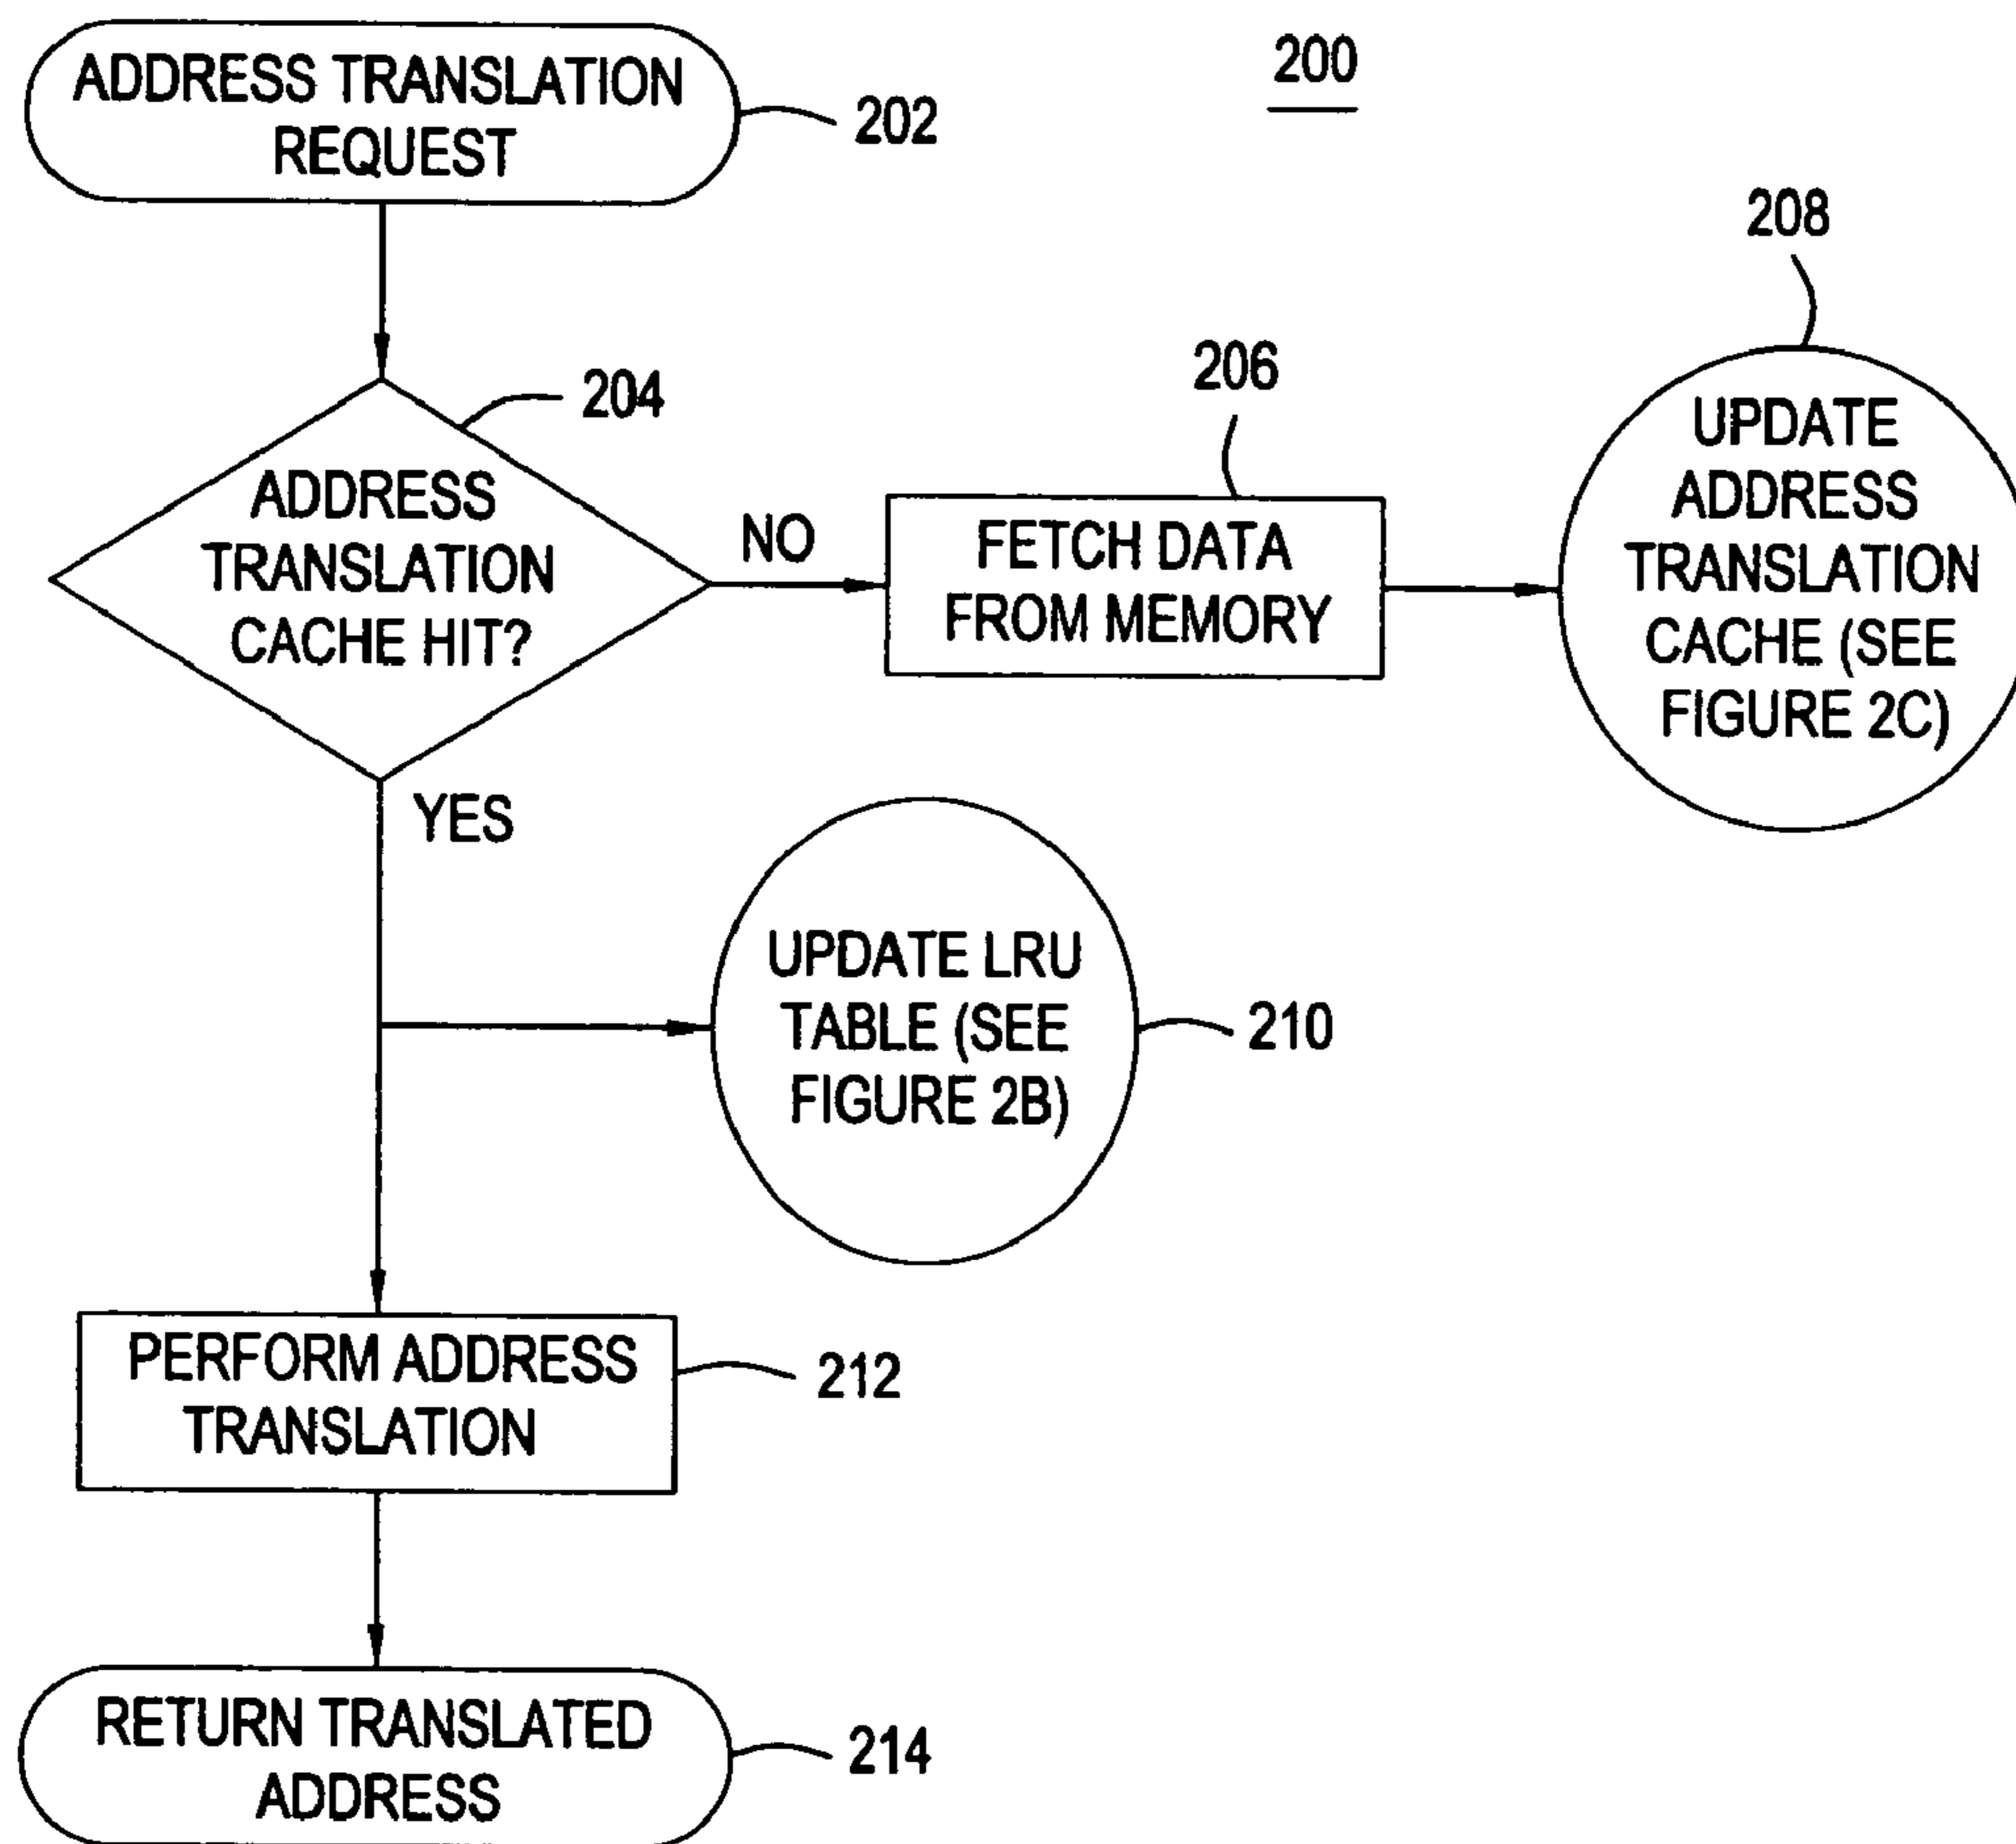 ADDRESS TRANSLATION
REQUEST
202
200
208
204
206
ADDRESS
TRANSLATION
CACHE HIT?
NO
FETCH DATA
FROM MEMORY
UPDATE
ADDRESS
TRANSLATION
CACHE (SEE
FIGURE 2C)
YES
UPDATE LRU
TABLE (SEE
FIGURE 2B)
210
PERFORM ADDRESS
TRANSLATION
212
RETURN TRANSLATED
ADDRESS
214